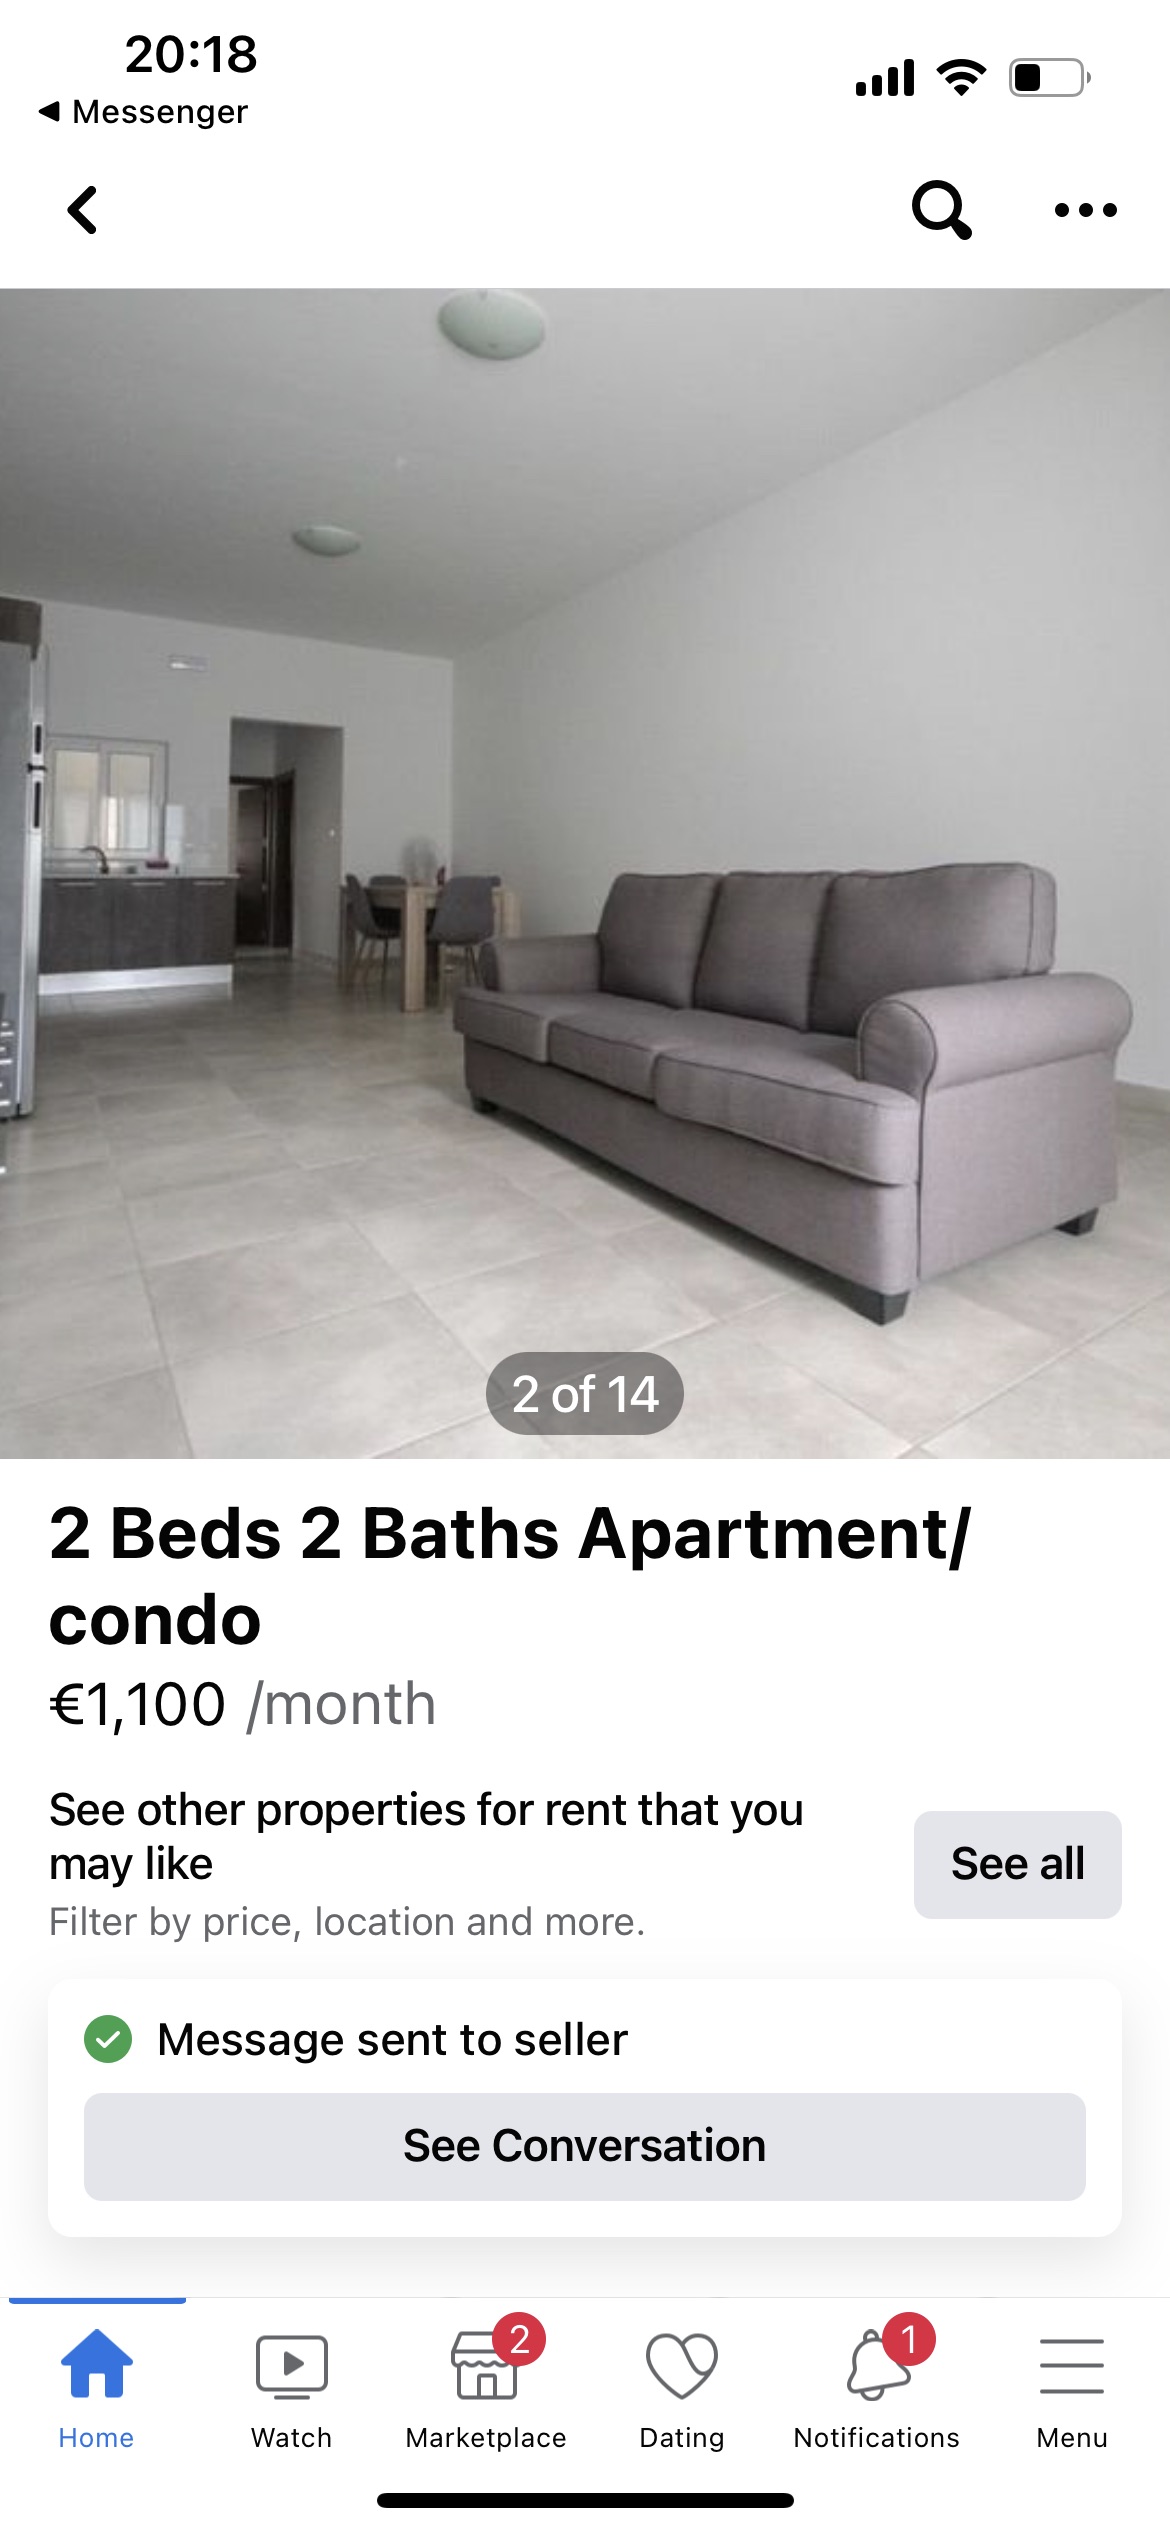 20:18
Messenger
2 of 14
2 Beds 2 Baths Apartment/
condo
€1,100 /month
See other properties for rent that you
may like
Filter by price, location and more.
See all
Message sent to seller
See Conversation
2
1
Home
Watch
Marketplace
Dating
Notifications
Menu